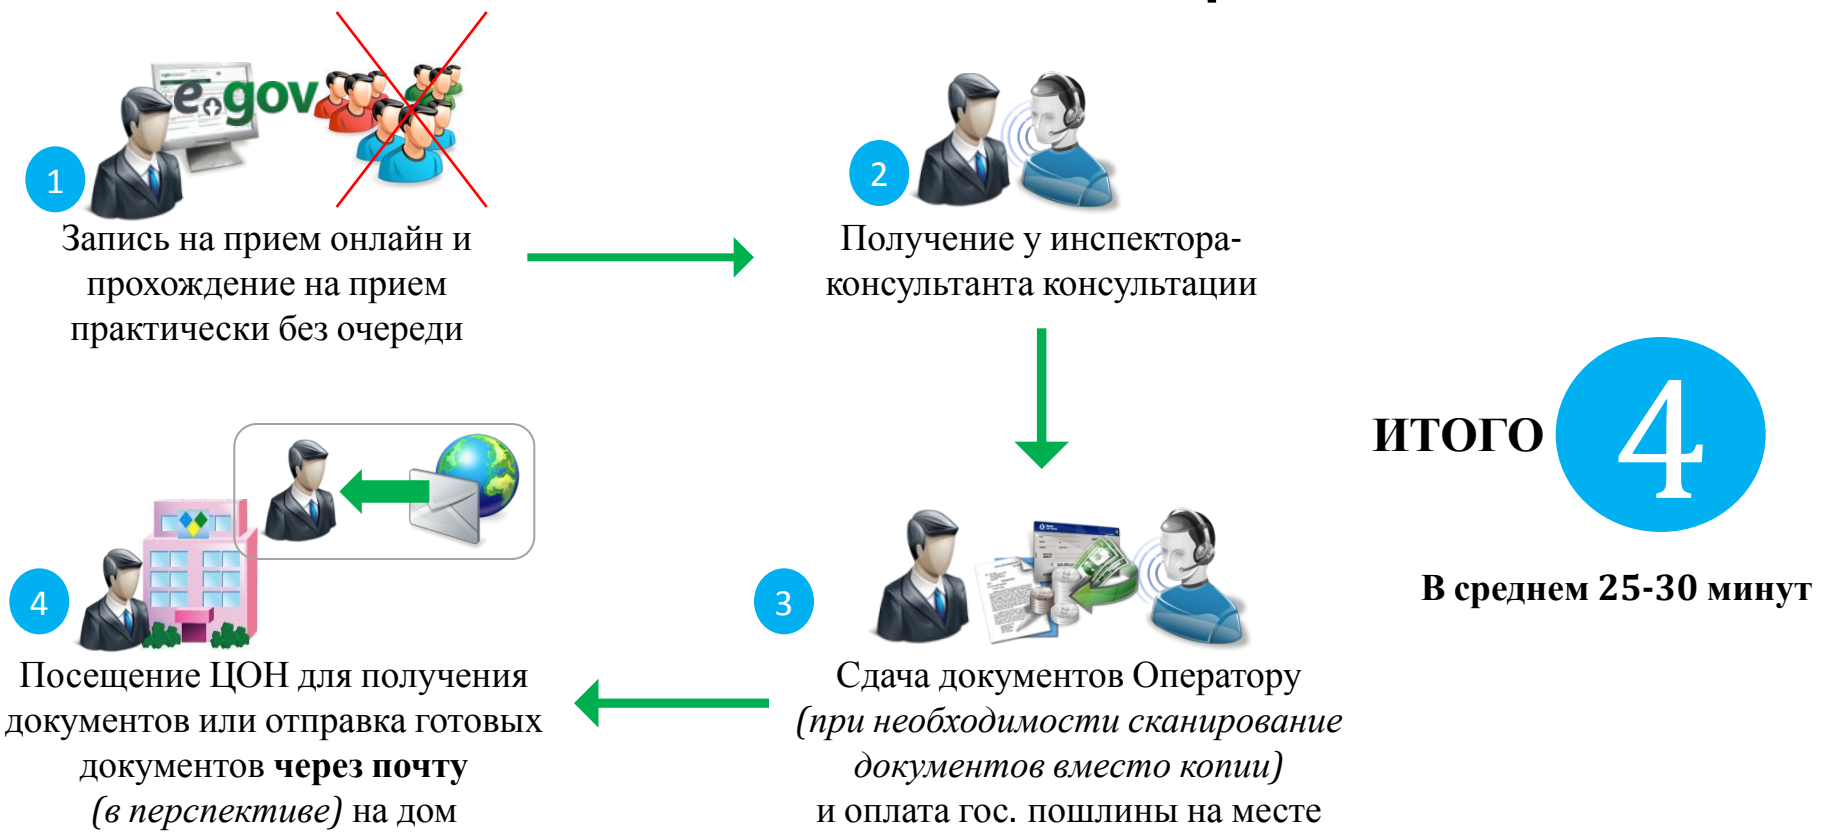 e.gov
1
Запись на прием онлайн и
прохождение на прием
практически без очереди
2
Получение у инспектора-
консультанта консультации
3
Сдача документов Оператору
(при необходимости сканирование
документов вместо копии)
и оплата гос. пошлины на месте
4
Посещение ЦОН для получения
документов или отправка готовых
документов через почту
(в перспективе) на дом
ИТОГО 4
В среднем 25-30 минут